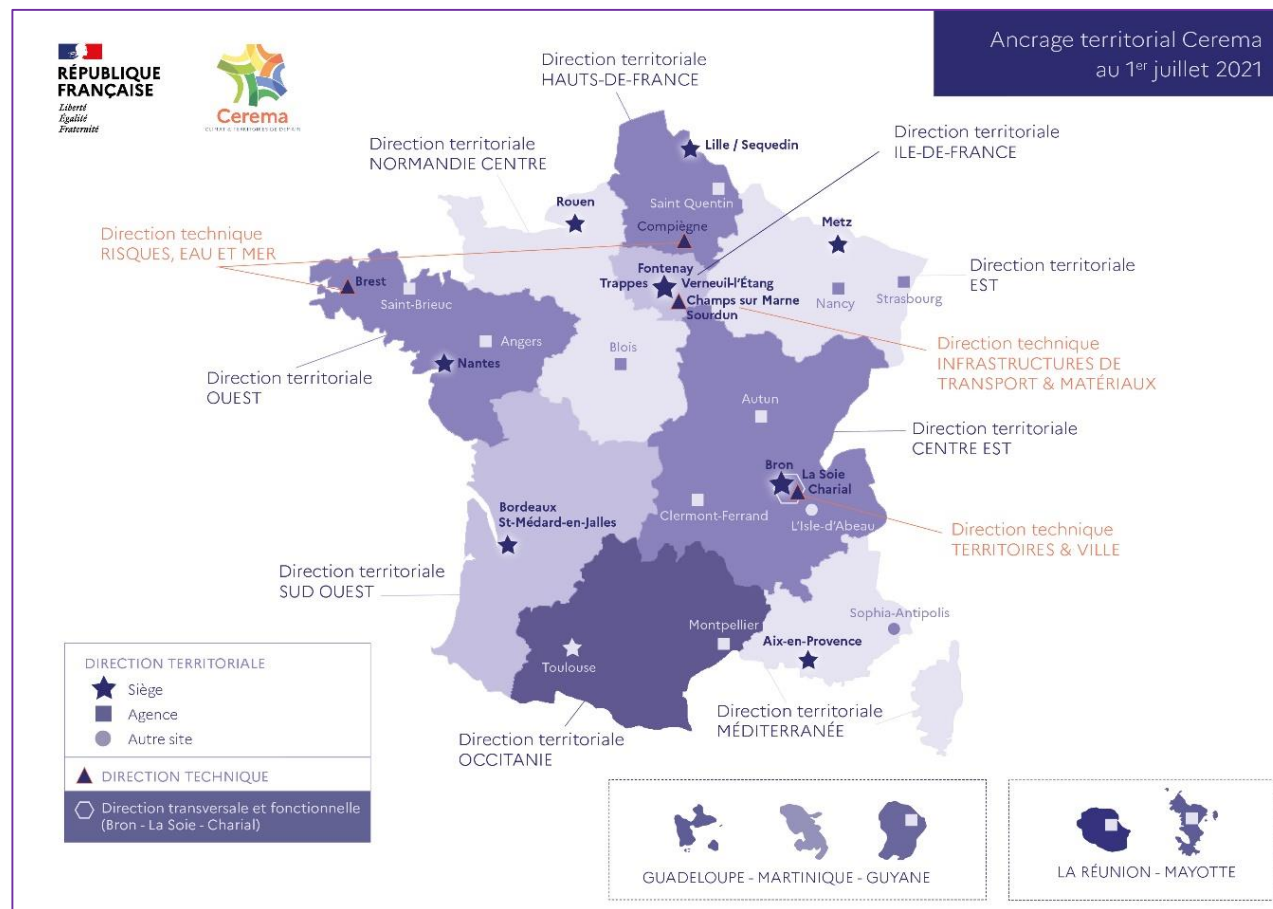 RÉPUBLIQUE
FRANÇAISE
Liberté
Égalité
Fraternité
Cerema
Ancrage territorial Cerema
au 1er juillet 2021
Direction territoriale
HAUTS-DE-FRANCE
Direction territoriale
NORMANDIE CENTRE
Direction territoriale
ILE-DE-FRANCE
Lille / Sequedin
Saint Quentin
Rouen
Compiègne
Metz
Direction technique
RISQUES, EAU ET MER
Direction territoriale
EST
Brest
Saint-Brieuc
Fontenay
Trappes
Verneuil-l'Étang
Champs sur Marne
Sourdun
Nancy
Strasbourg
Angers
Blois
Nantes
Direction technique
INFRASTRUCTURES DE
TRANSPORT & MATÉRIAUX
Direction territoriale
OUEST
Autun
Direction territoriale
CENTRE EST
Bron
La Soie
Charial
Clermont-Ferrand
L'Isle-d'Abeau
Bordeaux
St-Médard-en-Jalles
Direction technique
TERRITOIRES & VILLE
Direction territoriale
SUD OUEST
Sophia-Antipolis
Montpellier
Aix-en-Provence
Toulouse
Direction territoriale
MÉDITERRANÉE
Direction territoriale
OCCITANIE
DIRECTION TERRITORIALE
Siège
Agence
Autre site
DIRECTION TECHNIQUE
Direction transversale et fonctionnelle
(Bron - La Soie - Charial)
GUADELOUPE - MARTINIQUE - GUYANE
LA RÉUNION - MAYOTTE